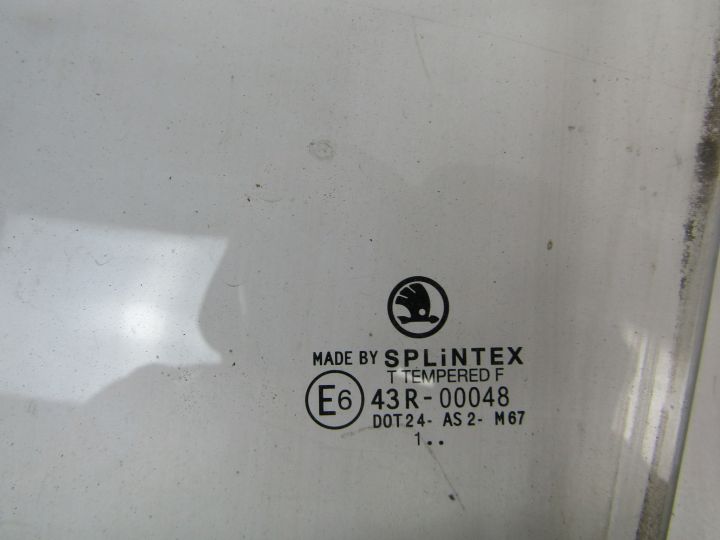 MADE BY SPLiNTEX
T TEMPERED F
E6 43R-00048
DOT24- AS2- M67
1..